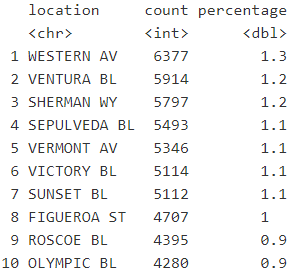 location count percentage
<chr> <int> <dbl>
1 WESTERN AV 6377 1.3
2 VENTURA BL 5914 1.2
3 SHERMAN WY 5797 1.2
4 SEPULVEDA BL 5493 1.1
5 VERMONT AV 5346 1.1
6 VICTORY BL 5114 1.1
7 SUNSET BL 5112 1.1
8 FIGUEROA ST 4707 1
9 ROSCOE BL 4395 0.9
10 OLYMPIC BL 4280 0.9